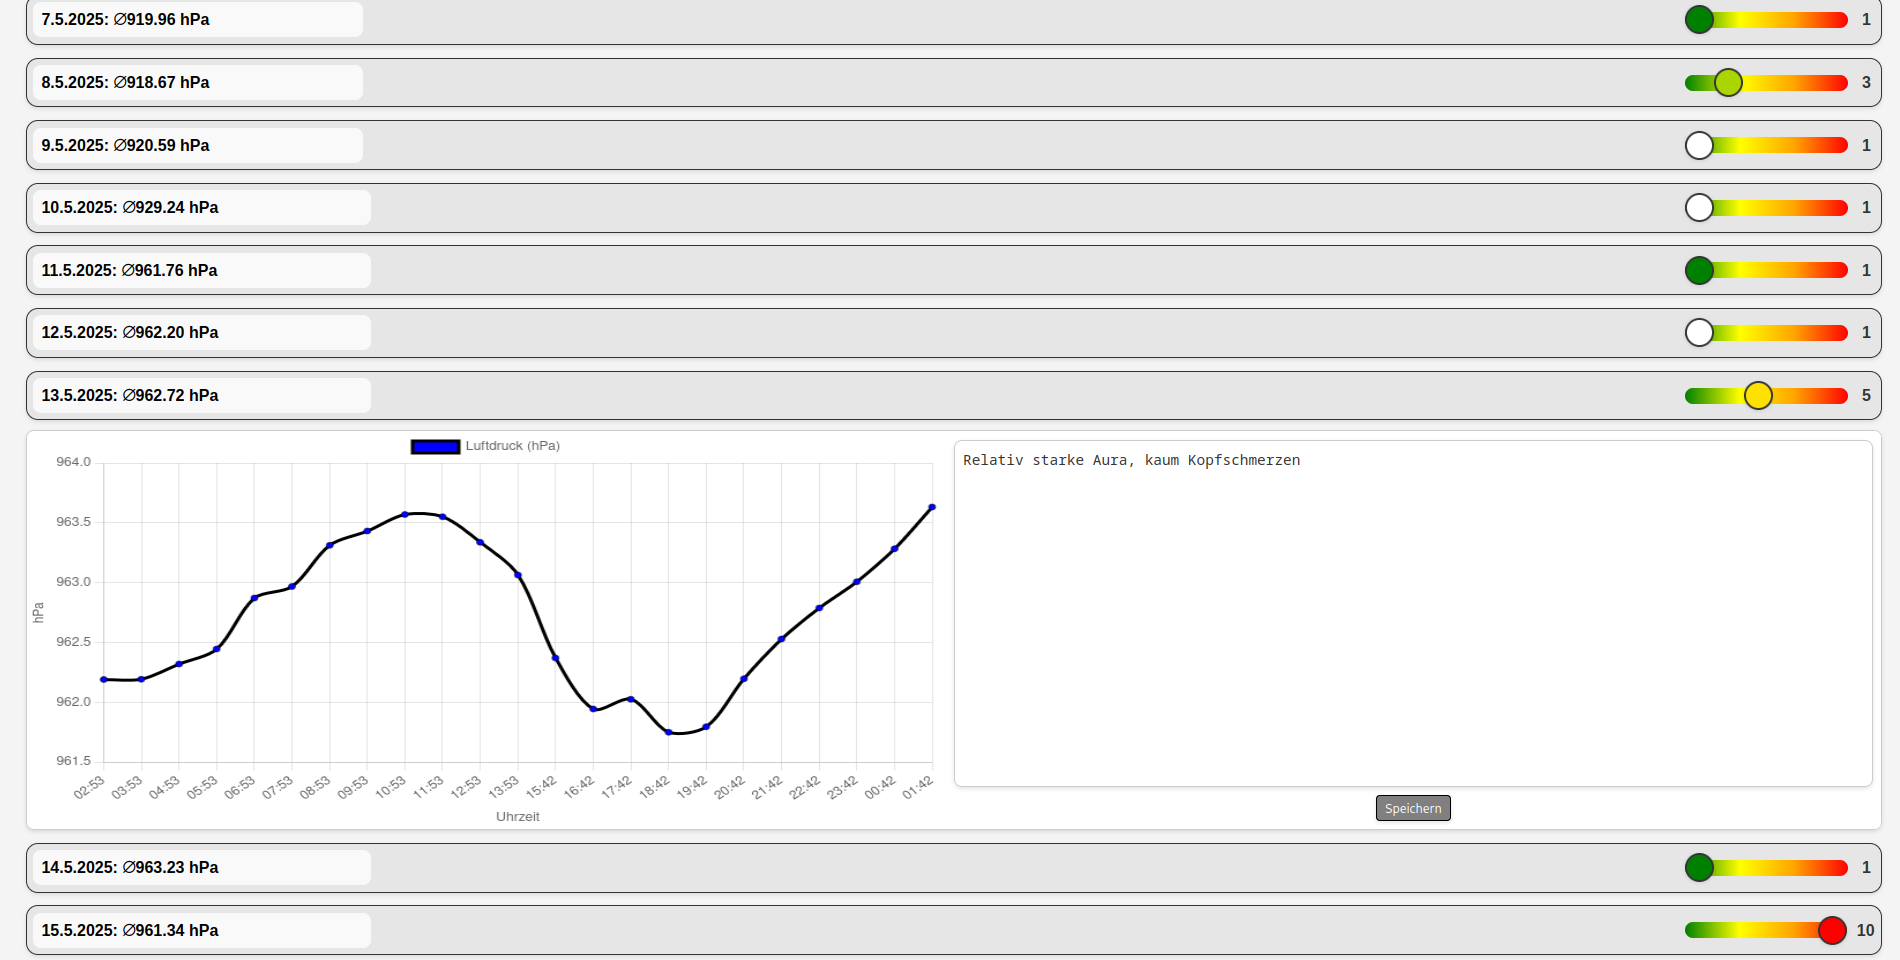 7.5.2025: ∅919.96 hPa 1
8.5.2025: ∅918.67 hPa 3
9.5.2025: ∅920.59 hPa 1
10.5.2025: ∅929.24 hPa 1
11.5.2025: ∅961.76 hPa 1
12.5.2025: ∅962.20 hPa 1
13.5.2025: ∅962.72 hPa 5
Luftdruck (hPa)
964.0
963.5
963.0
962.5
962.0
961.5
hPa
02:53 03:53 04:53 05:53 06:53 07:53 08:53 09:53 10:53 11:53 12:53 13:53 15:42 16:42 17:42 18:42 19:42 20:42 21:42 22:42 23:42 00:42 01:42
Uhrzeit
Relativ starke Aura, kaum Kopfschmerzen
Speichern
14.5.2025: ∅963.23 hPa 1
15.5.2025: ∅961.34 hPa 10